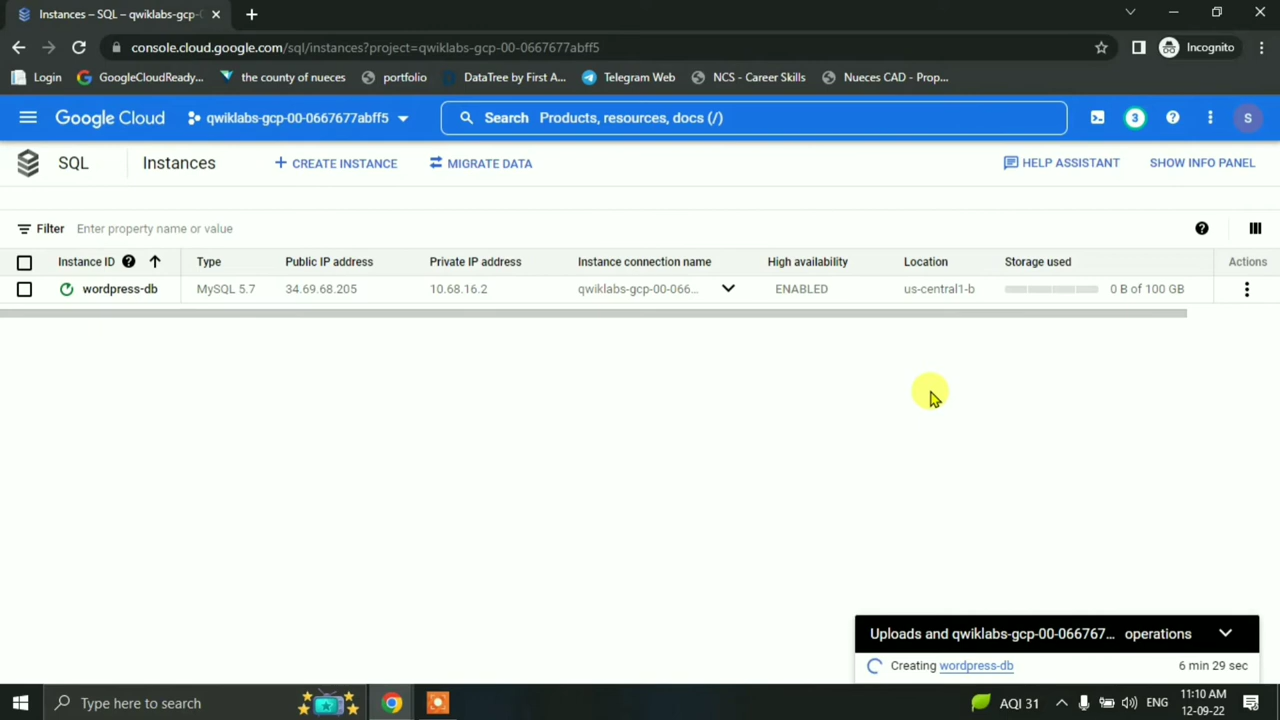 Instances – SQL – qwiklabs-gcp-
console.cloud.google.com/sql/instances?project=qwiklabs-gcp-00-0667677abff5
Incognito
Login
GoogleCloudReady...
the county of nueces
portfolio
DataTree by First A...
Telegram Web
NCS - Career Skills
Nueces CAD - Prop...
Google Cloud
qwiklabs-gcp-00-0667677abff5
Search Products, resources, docs (/)
3
S
SQL
Instances
CREATE INSTANCE
MIGRATE DATA
HELP ASSISTANT
SHOW INFO PANEL
Filter Enter property name or value
Instance ID Type Public IP address Private IP address Instance connection name High availability Location Storage used Actions
wordpress-db MySQL 5.7 34.69.68.205 10.68.16.2 qwiklabs-gcp-00-066... ENABLED us-central1-b 0 B of 100 GB
Uploads and qwiklabs-gcp-00-066767... operations
Creating wordpress-db 6 min 29 sec
Type here to search
AQI 31
ENG
11:10 AM
12-09-22